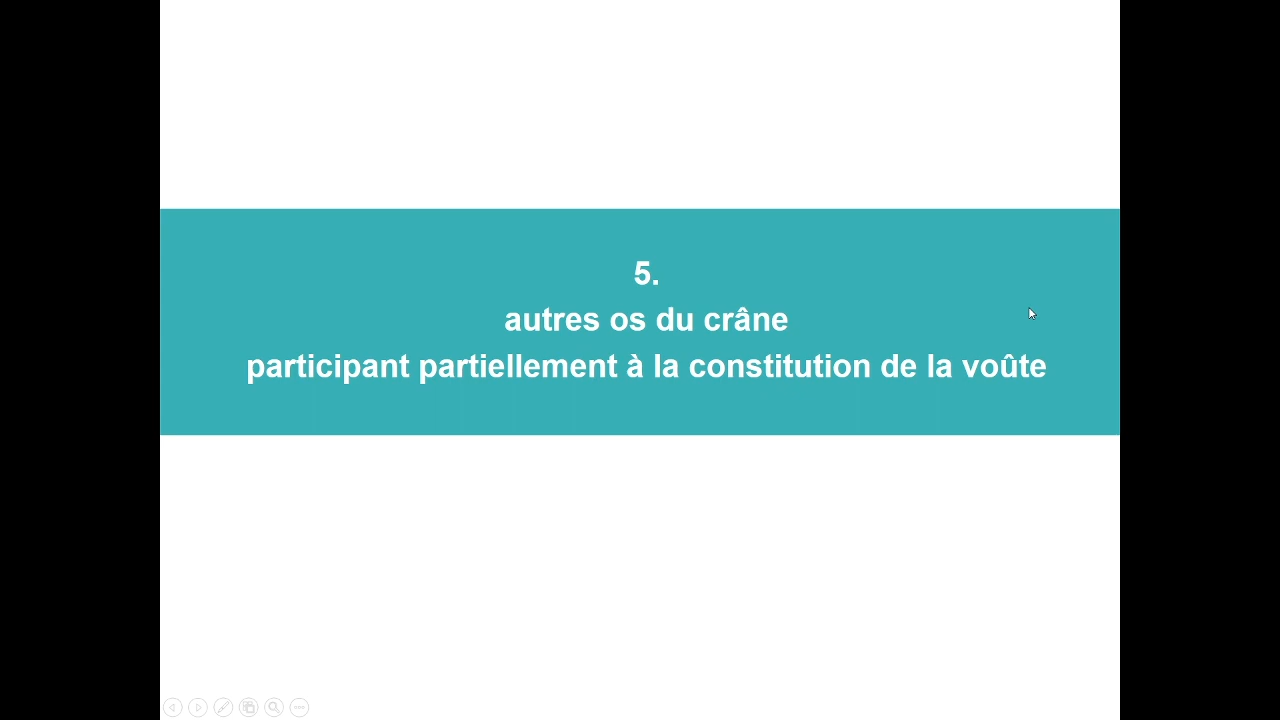 5.
autres os du crâne
participant partiellement à la constitution de la voûte